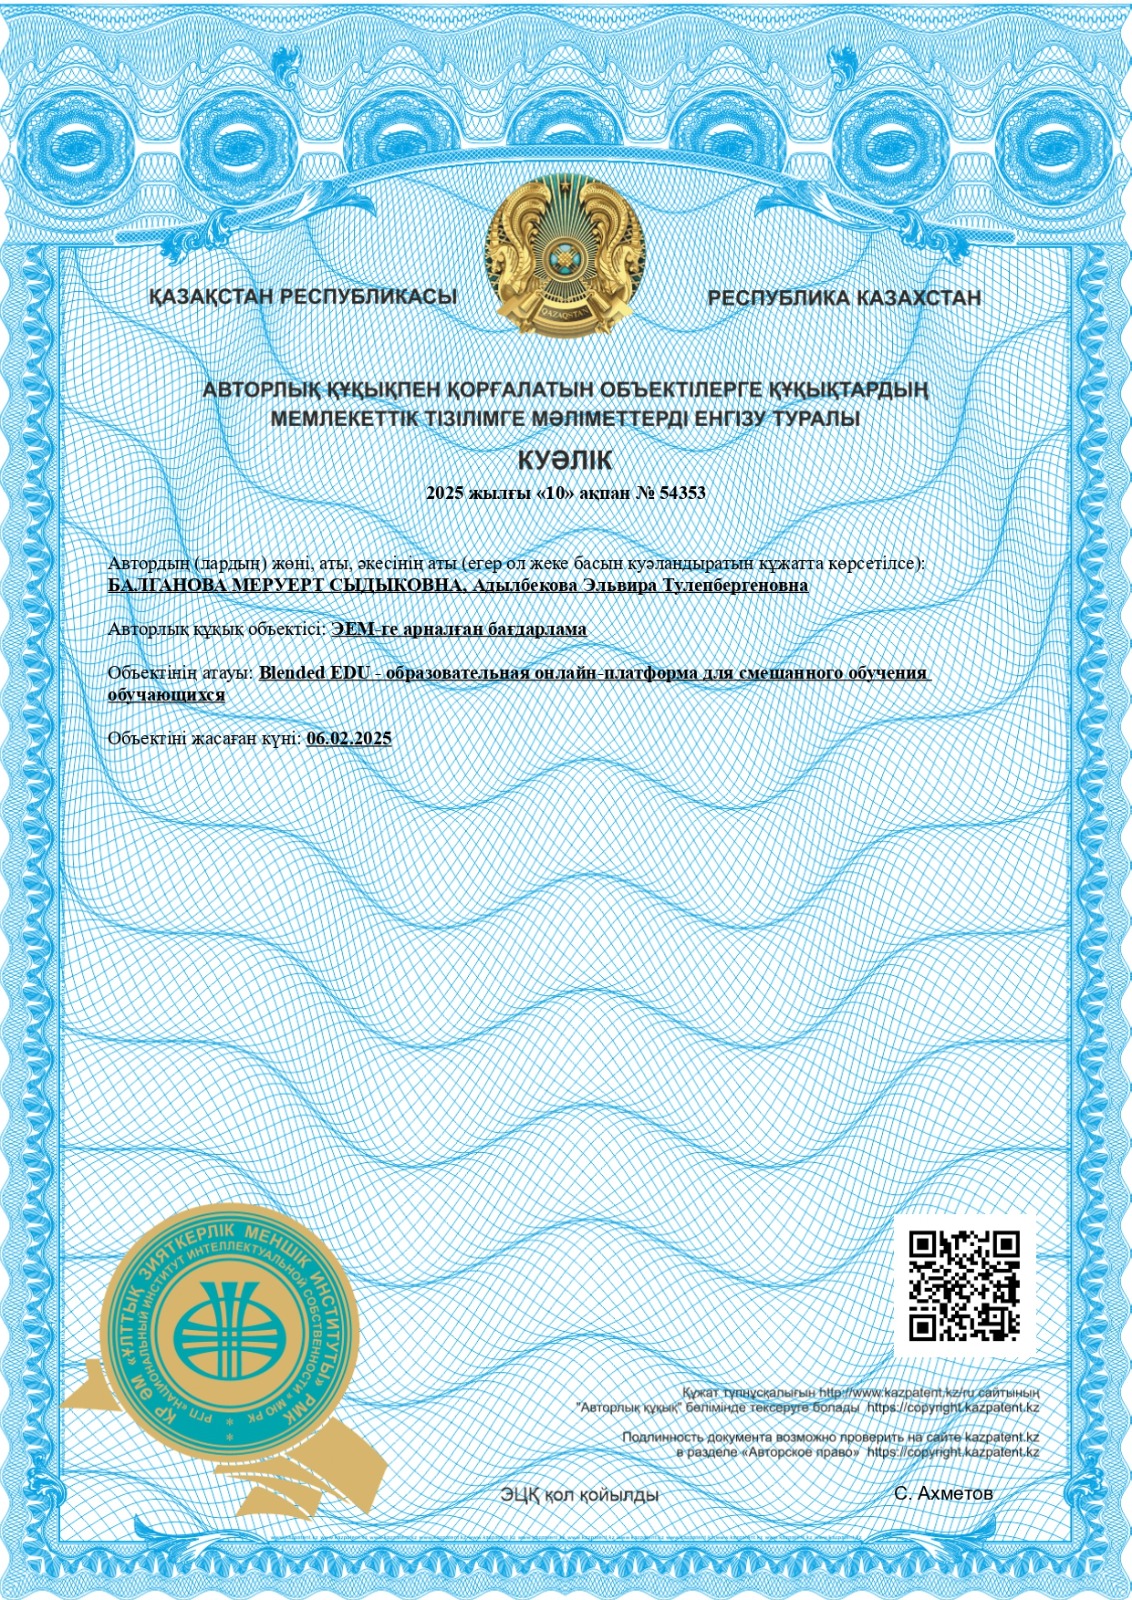 ҚАЗАҚСТАН РЕСПУБЛИКАСЫ
РЕСПУБЛИКА КАЗАХСТАН
QAZAQSTAN
АВТОРЛЫҚ ҚҰҚЫҚПЕН ҚОРҒАЛАТЫН ОБЪЕКТІЛЕРГЕ ҚҰҚЫҚТАРДЫҢ
МЕМЛЕКЕТТІК ТІЗІЛІМГЕ МӘЛІМЕТТЕРДІ ЕНГІЗУ ТУРАЛЫ
КУӘЛІК
2025 жылғы «10» ақпан № 54353
Автордың (лардың) жөні, аты, әкесінің аты (егер ол жеке басын куәландыратын құжатта көрсетілсе):
БАЛГАНОВА МЕРУЕРТ СЫДЫКОВНА, Адылбекова Эльвира Тулепбергеновна
Авторлық құқық объектісі: ЭЕМ-ге арналған бағдарлама
Объектінің атауы: Blended EDU - образовательная онлайн-платформа для смешанного обучения
обучающихся
Объектіні жасаған күні: 06.02.2025
ҚР ӘМ «ҰЛТТЫҚ ЗИЯТКЕРЛІК МЕНШІК ИНСТИТУТЫ» РМК
РГП «НАЦИОНАЛЬНЫЙ ИНСТИТУТ ИНТЕЛЛЕКТУАЛЬНОЙ СОБСТВЕННОСТИ» МЮ РК
Құжат түпнұсқалығын http://www.kazpatent.kz/ru сайтының
"Авторлық құқық" бөлімінде тексеруге болады https://copyright.kazpatent.kz
Подлинность документа возможно проверить на сайте kazpatent.kz
в разделе «Авторское право» https://copyright.kazpatent.kz
ЭЦҚ қол қойылды
С. Ахметов